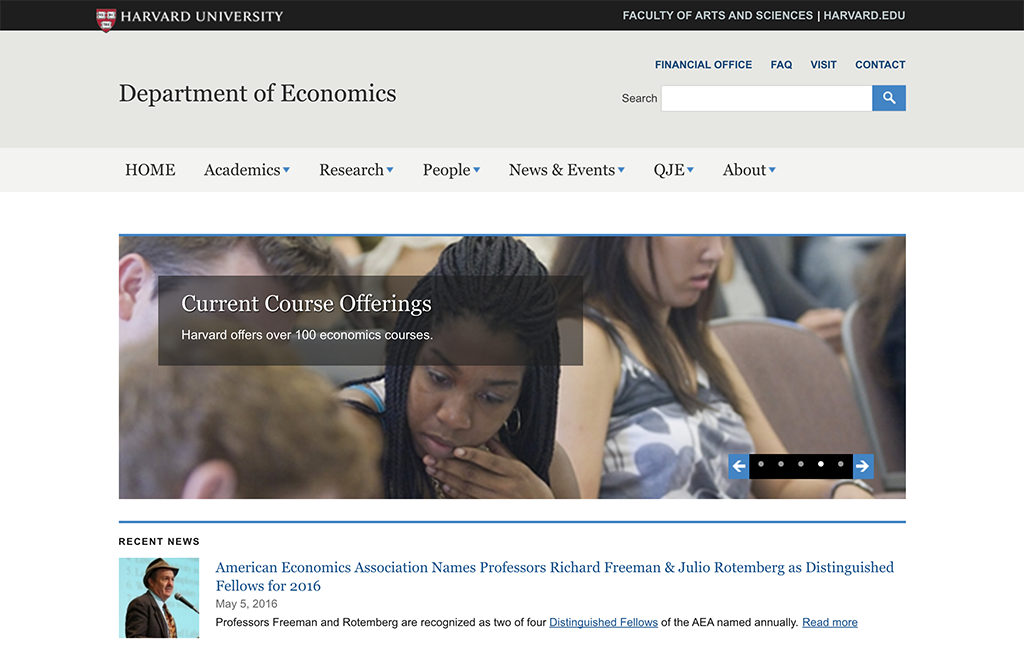 HARVARD UNIVERSITY
FACULTY OF ARTS AND SCIENCES | HARVARD.EDU
FINANCIAL OFFICE FAQ VISIT CONTACT
Department of Economics
Search
HOME Academics Research People News & Events QJE About
Current Course Offerings
Harvard offers over 100 economics courses.
RECENT NEWS
American Economics Association Names Professors Richard Freeman & Julio Rotemberg as Distinguished
Fellows for 2016
May 5, 2016
Professors Freeman and Rotemberg are recognized as two of four Distinguished Fellows of the AEA named annually. Read more